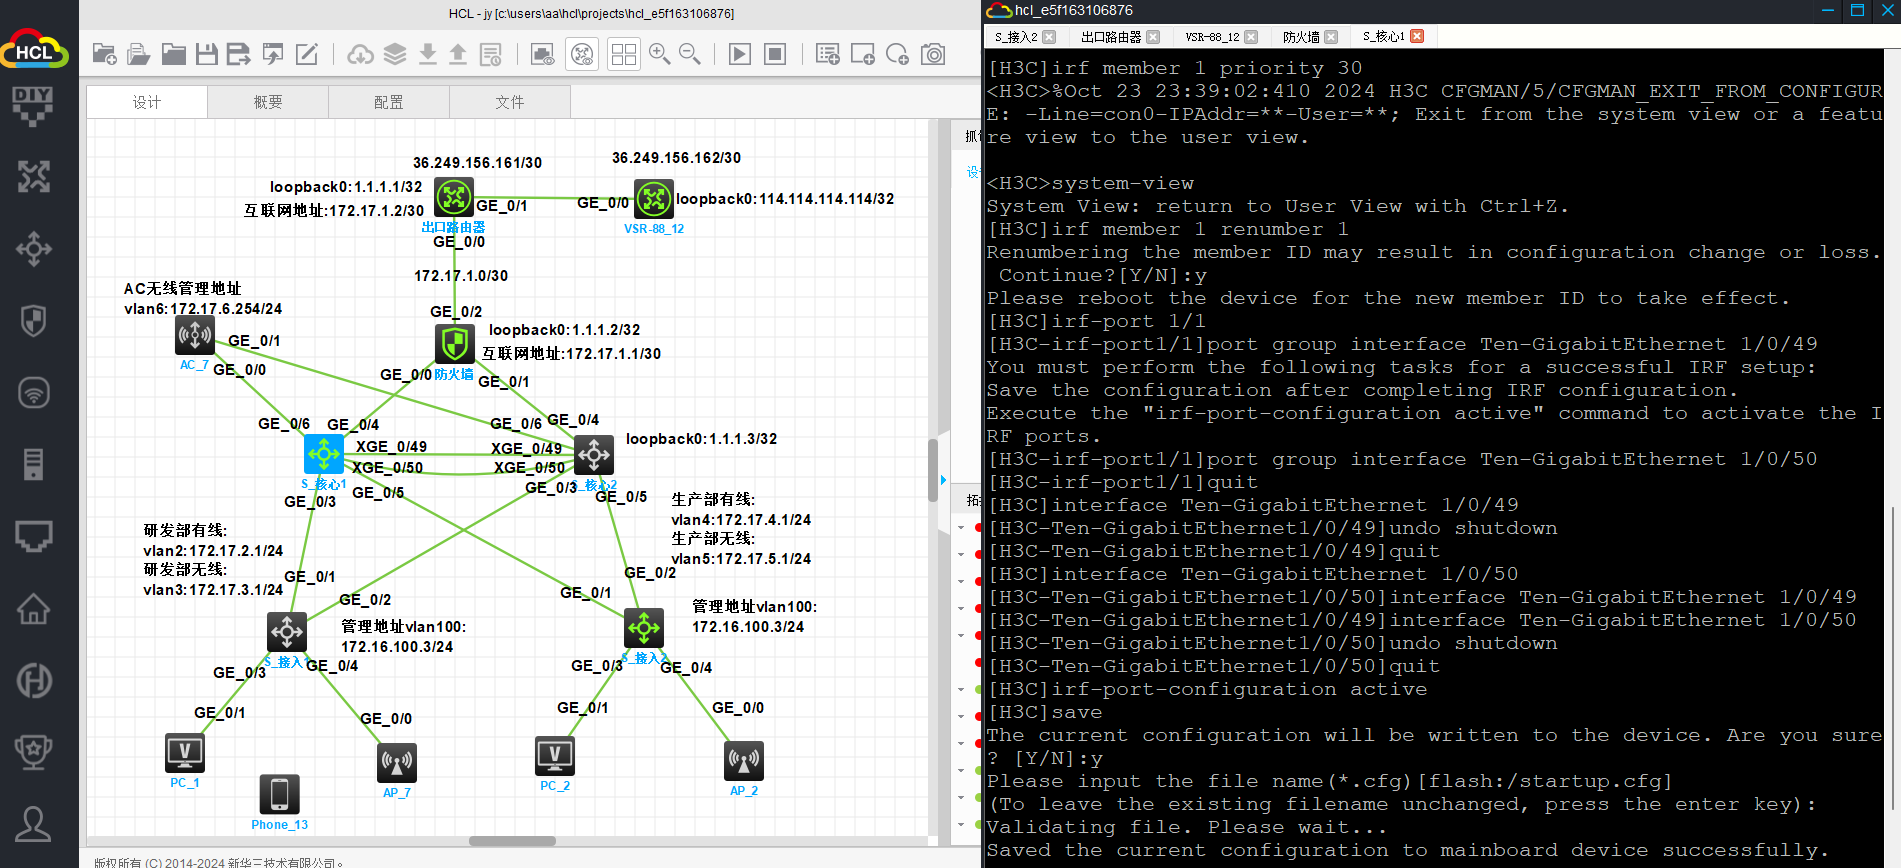 HCL - jy [c:\users\aa\hcl\projects\hcl_e5f163106876]
HCL
DIY
设计
概要
配置
文件
36.249.156.161/30
36.249.156.162/30
loopback0:1.1.1.1/32
互联网地址:172.17.1.2/30
GE_0/1
GE_0/0
loopback0:114.114.114.114/32
出口路由器
VSR-88_12
GE_0/0
172.17.1.0/30
AC无线管理地址
vlan6:172.17.6.254/24
GE_0/2
loopback0:1.1.1.2/32
互联网地址:172.17.1.1/30
GE_0/1
AC_7
GE_0/0
GE_0/0
防火墙
GE_0/1
GE_0/6
GE_0/4
GE_0/6
GE_0/4
XGE_0/49
XGE_0/49
loopback0:1.1.1.3/32
XGE_0/50
XGE_0/50
S_核心1
S_核心2
GE_0/3
GE_0/5
GE_0/3
GE_0/5
生产部有线:
vlan4:172.17.4.1/24
生产部无线:
vlan5:172.17.5.1/24
研发部有线:
vlan2:172.17.2.1/24
研发部无线:
vlan3:172.17.3.1/24
GE_0/1
GE_0/2
GE_0/2
GE_0/1
管理地址vlan100:
172.16.100.3/24
管理地址vlan100:
172.16.100.3/24
S_接入
GE_0/3
GE_0/4
S_接入2
GE_0/3
GE_0/4
GE_0/1
GE_0/0
GE_0/1
GE_0/0
PC_1
AP_7
PC_2
AP_2
Phone_13
版权所有 (C) 2014-2024 新华三技术有限公司。
抓
设
拓
hcl_e5f163106876
S_接入2
出口路由器
VSR-88_12
防火墙
S_核心1
[H3C]irf member 1 priority 30
<H3C>%Oct 23 23:39:02:410 2024 H3C CFGMAN/5/CFGMAN_EXIT_FROM_CONFIGUR
E: -Line=con0-IPAddr=**-User=**; Exit from the system view or a featu
re view to the user view.
<H3C>system-view
System View: return to User View with Ctrl+Z.
[H3C]irf member 1 renumber 1
Renumbering the member ID may result in configuration change or loss.
Continue?[Y/N]:y
Please reboot the device for the new member ID to take effect.
[H3C]irf-port 1/1
[H3C-irf-port1/1]port group interface Ten-GigabitEthernet 1/0/49
You must perform the following tasks for a successful IRF setup:
Save the configuration after completing IRF configuration.
Execute the "irf-port-configuration active" command to activate the I
RF ports.
[H3C-irf-port1/1]port group interface Ten-GigabitEthernet 1/0/50
[H3C-irf-port1/1]quit
[H3C]interface Ten-GigabitEthernet 1/0/49
[H3C-Ten-GigabitEthernet1/0/49]undo shutdown
[H3C-Ten-GigabitEthernet1/0/49]quit
[H3C]interface Ten-GigabitEthernet 1/0/50
[H3C-Ten-GigabitEthernet1/0/50]interface Ten-GigabitEthernet 1/0/49
[H3C-Ten-GigabitEthernet1/0/49]interface Ten-GigabitEthernet 1/0/50
[H3C-Ten-GigabitEthernet1/0/50]undo shutdown
[H3C-Ten-GigabitEthernet1/0/50]quit
[H3C]irf-port-configuration active
[H3C]save
The current configuration will be written to the device. Are you sure
? [Y/N]:y
Please input the file name(*.cfg)[flash:/startup.cfg]
(To leave the existing filename unchanged, press the enter key):
Validating file. Please wait...
Saved the current configuration to mainboard device successfully.